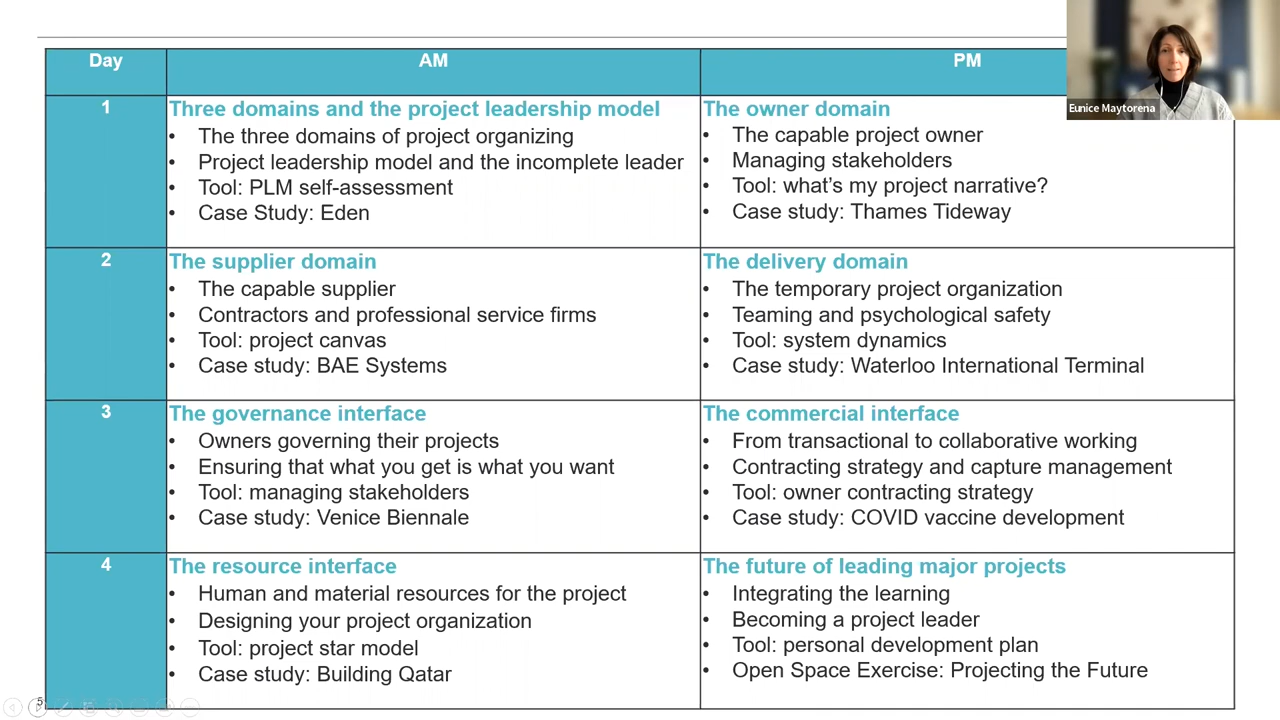 Day
AM
PM
Eunice Maytorena
1
Three domains and the project leadership model
• The three domains of project organizing
• Project leadership model and the incomplete leader
• Tool: PLM self-assessment
• Case Study: Eden
The owner domain
• The capable project owner
• Managing stakeholders
• Tool: what's my project narrative?
• Case study: Thames Tideway
2
The supplier domain
• The capable supplier
• Contractors and professional service firms
• Tool: project canvas
• Case study: BAE Systems
The delivery domain
• The temporary project organization
• Teaming and psychological safety
• Tool: system dynamics
• Case study: Waterloo International Terminal
3
The governance interface
• Owners governing their projects
• Ensuring that what you get is what you want
• Tool: managing stakeholders
• Case study: Venice Biennale
The commercial interface
• From transactional to collaborative working
• Contracting strategy and capture management
• Tool: owner contracting strategy
• Case study: COVID vaccine development
4
The resource interface
• Human and material resources for the project
• Designing your project organization
• Tool: project star model
• Case study: Building Qatar
The future of leading major projects
• Integrating the learning
• Becoming a project leader
• Tool: personal development plan
• Open Space Exercise: Projecting the Future
5